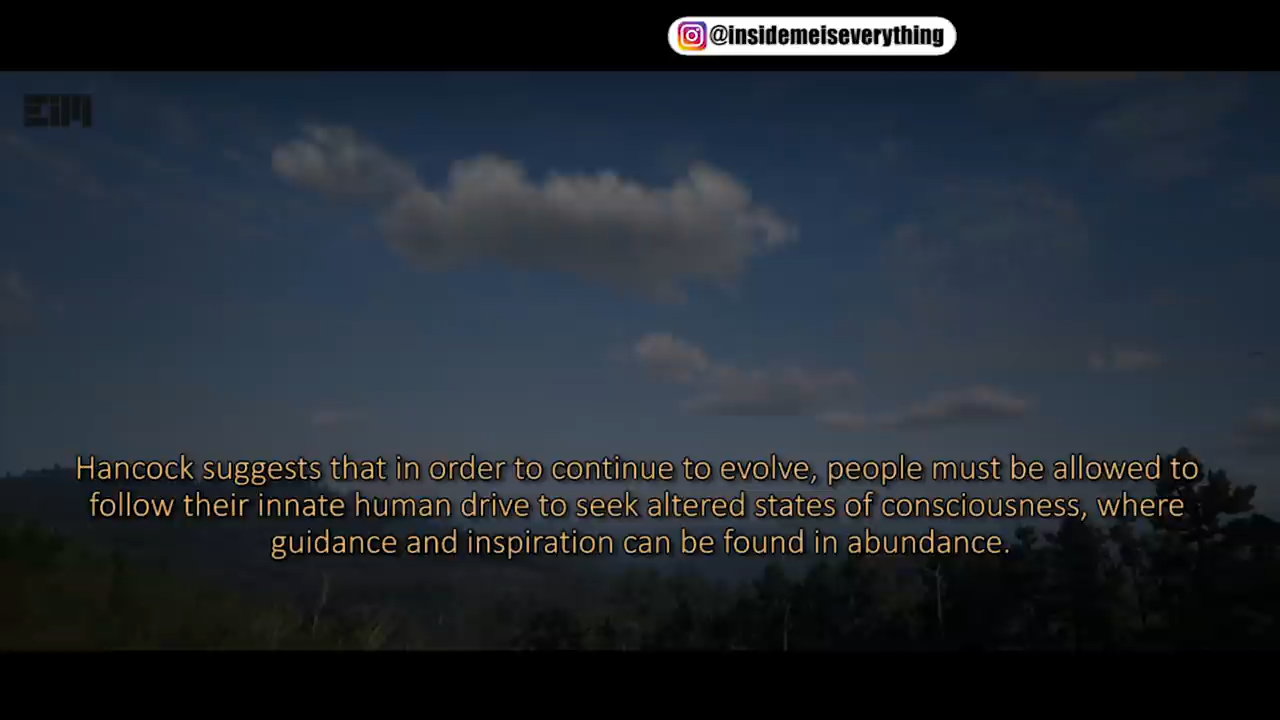 @insidemeiseverything
EIM
Hancock suggests that in order to continue to evolve, people must be allowed to
follow their innate human drive to seek altered states of consciousness, where
guidance and inspiration can be found in abundance.